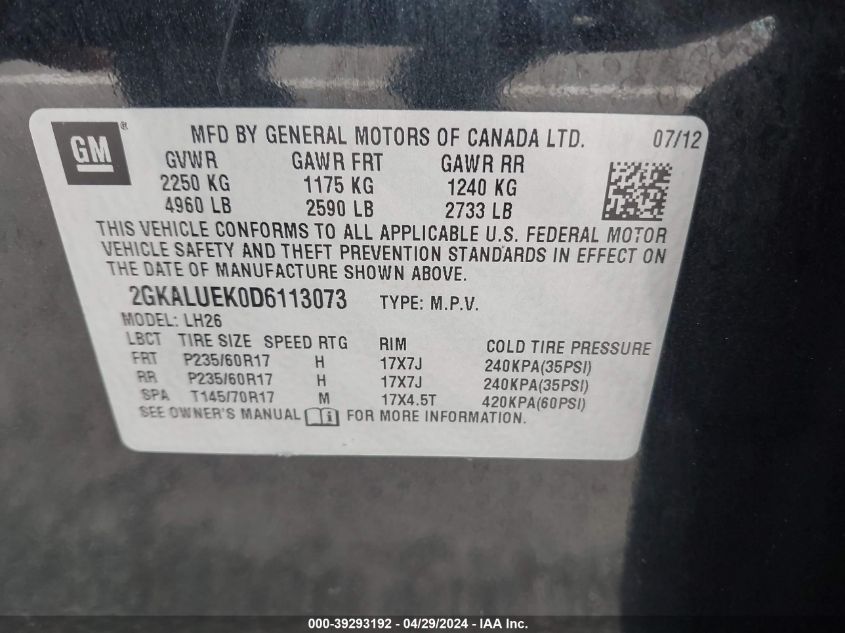 GM ®
MFD BY GENERAL MOTORS OF CANADA LTD. 07/12
GVWR GAWR FRT GAWR RR
2250 KG 1175 KG 1240 KG
4960 LB 2590 LB 2733 LB
THIS VEHICLE CONFORMS TO ALL APPLICABLE U.S. FEDERAL MOTOR
VEHICLE SAFETY AND THEFT PREVENTION STANDARDS IN EFFECT ON
THE DATE OF MANUFACTURE SHOWN ABOVE.
2GKALUEK0D6113073 TYPE: M.P.V.
MODEL: LH26
LBCT TIRE SIZE SPEED RTG RIM COLD TIRE PRESSURE
FRT P235/60R17 H 17X7J 240KPA(35PSI)
RR P235/60R17 H 17X7J 240KPA(35PSI)
SPA T145/70R17 M 17X4.5T 420KPA(60PSI)
SEE OWNER'S MANUAL i FOR MORE INFORMATION.
000-39293192 - 04/29/2024 - IAA Inc.